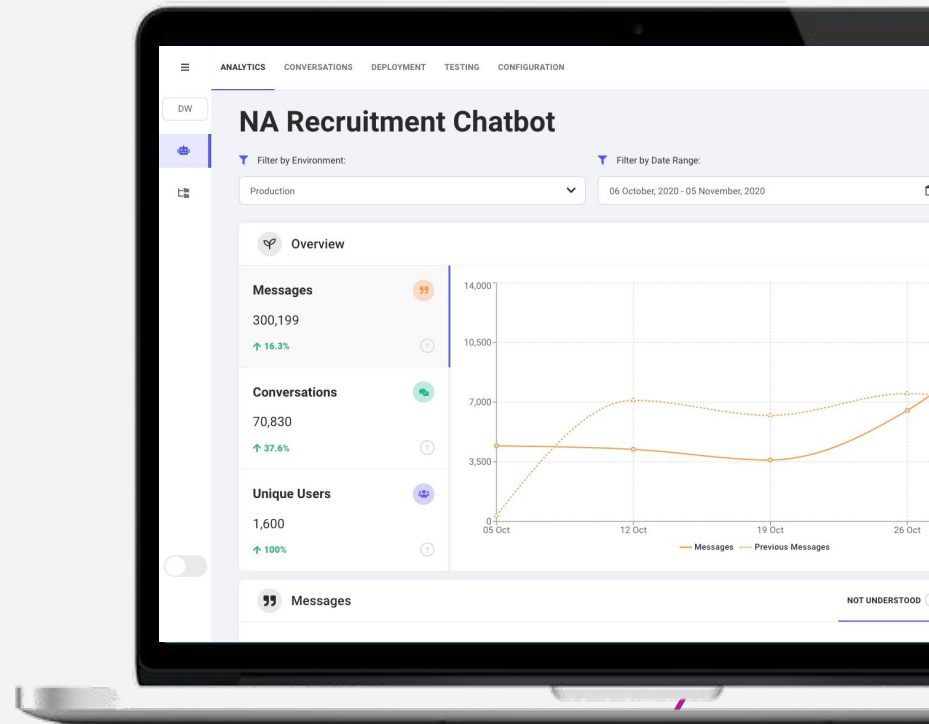 ANALYTICS CONVERSATIONS DEPLOYMENT TESTING CONFIGURATION
DW
NA Recruitment Chatbot
Filter by Environment:
Filter by Date Range:
Production
06 October, 2020 - 05 November, 2020
Overview
Messages
300,199
16.3%
Conversations
70,830
37.6%
Unique Users
1,600
100%
14,000
10,500
7,000
3,500
0
05 Oct 12 Oct 19 Oct 26 Oct
Messages Previous Messages
Messages
NOT UNDERSTOOD